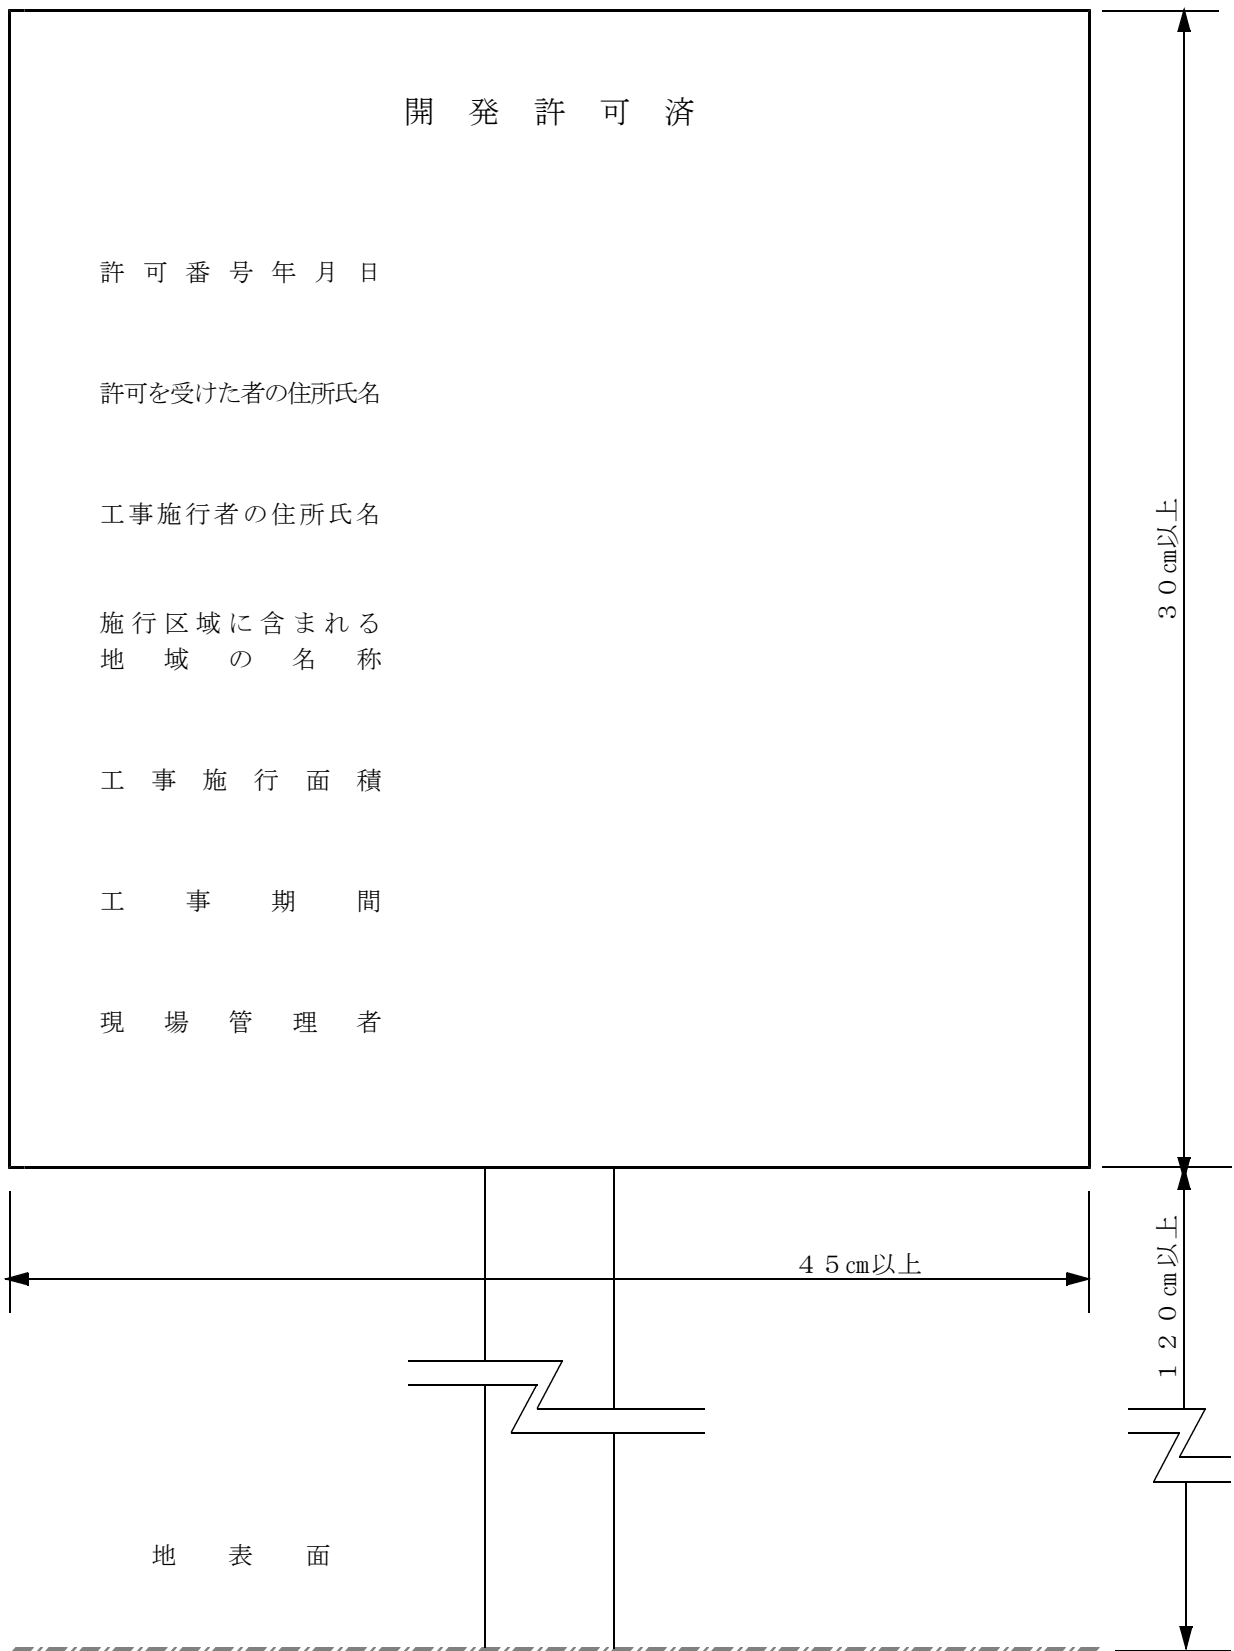 開発許可済
許可番号年月日
許可を受けた者の住所氏名
工事施行者の住所氏名
施行区域に含まれる
地域の名称
工事施行面積
工事期間
現場管理者
３０㎝以上
４５㎝以上
１２０㎝以上
地表面